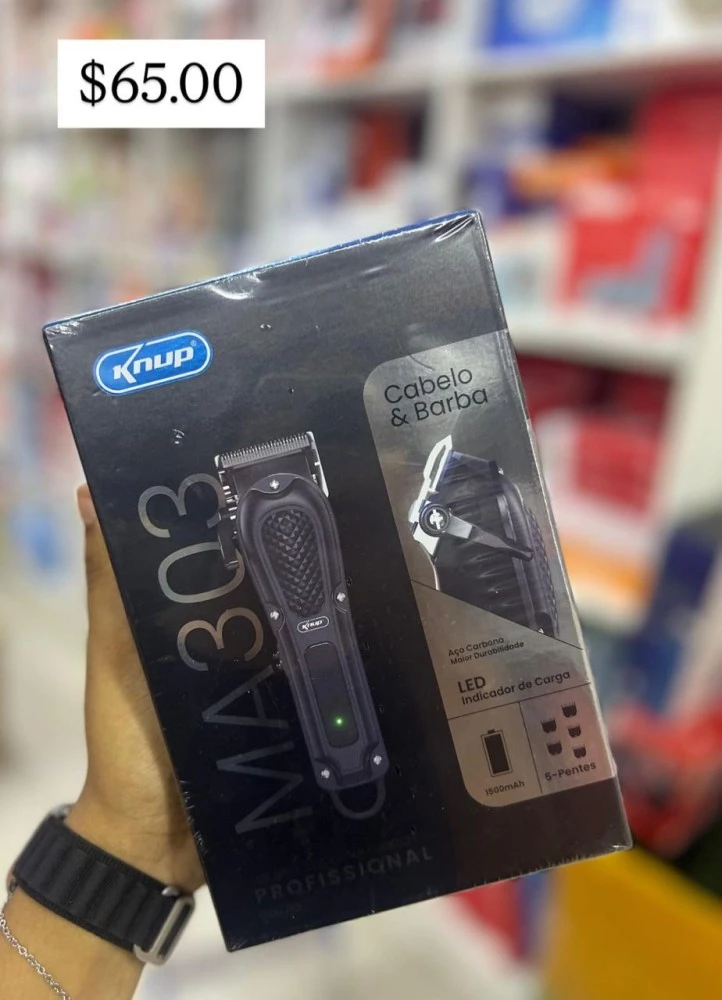 $65.00
Knup
Cabelo
& Barba
MA303
Knup
Aço Carbono
Maior Durabilidade
LED
Indicador de Carga
1500mAh
5-Pentes
PROFISSIONAL